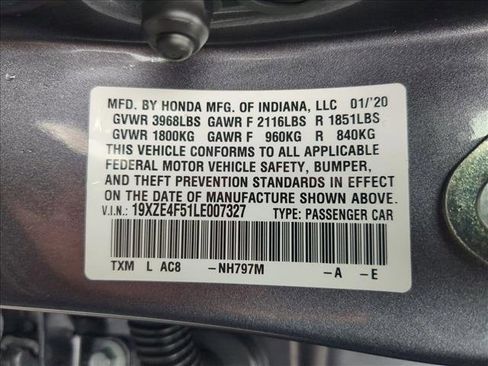 MFD. BY HONDA MFG. OF INDIANA, LLC 01/'20
GVWR 3968LBS GAWR F 2116LBS R 1851LBS
GVWR 1800KG GAWR F 960KG R 840KG
THIS VEHICLE CONFORMS TO ALL APPLICABLE
FEDERAL MOTOR VEHICLE SAFETY, BUMPER,
AND THEFT PREVENTION STANDARDS IN EFFECT
ON THE DATE OF MANUFACTURE SHOWN ABOVE.
V.I.N.: 19XZE4F51LE007327 TYPE: PASSENGER CAR
TXM L AC8 -NH797M -A -E